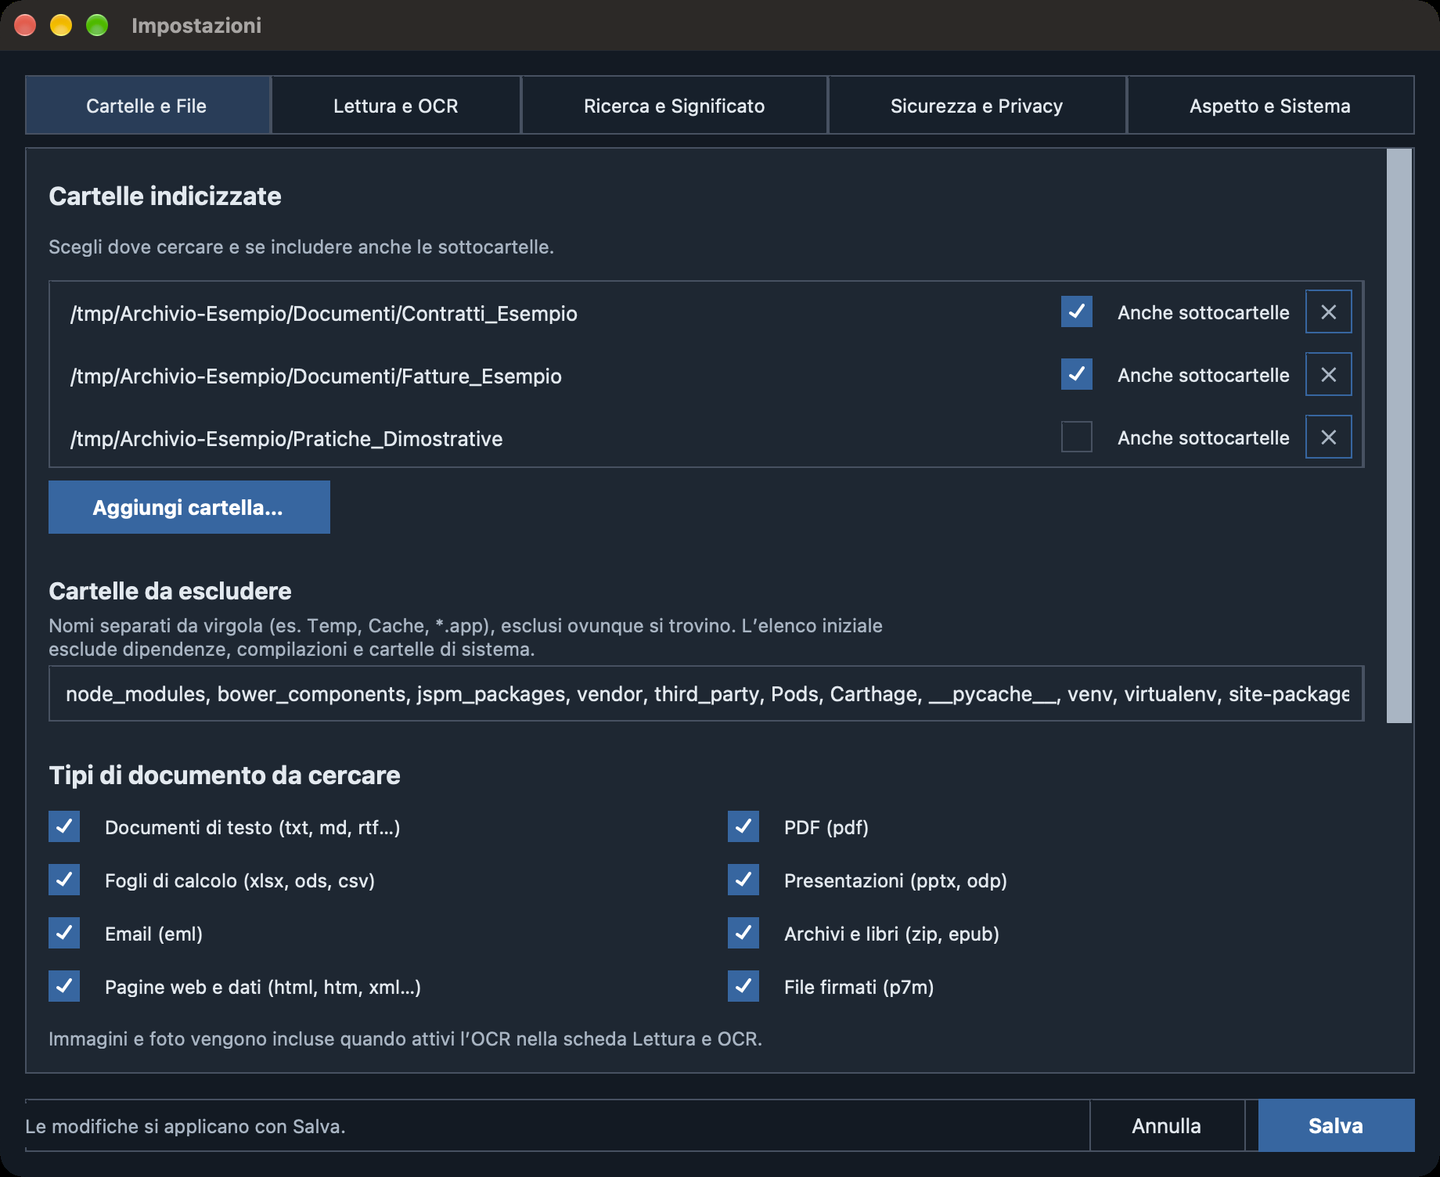 Impostazioni
Cartelle e File
Lettura e OCR
Ricerca e Significato
Sicurezza e Privacy
Aspetto e Sistema
Cartelle indicizzate
Scegli dove cercare e se includere anche le sottocartelle.
/tmp/Archivio-Esempio/Documenti/Contratti_Esempio Anche sottocartelle
/tmp/Archivio-Esempio/Documenti/Fatture_Esempio Anche sottocartelle
/tmp/Archivio-Esempio/Pratiche_Dimostrative Anche sottocartelle
Aggiungi cartella...
Cartelle da escludere
Nomi separati da virgola (es. Temp, Cache, *.app), esclusi ovunque si trovino. L’elenco iniziale
esclude dipendenze, compilazioni e cartelle di sistema.
node_modules, bower_components, jspm_packages, vendor, third_party, Pods, Carthage, __pycache__, venv, virtualenv, site-package
Tipi di documento da cercare
Documenti di testo (txt, md, rtf...)
PDF (pdf)
Fogli di calcolo (xlsx, ods, csv)
Presentazioni (pptx, odp)
Email (eml)
Archivi e libri (zip, epub)
Pagine web e dati (html, htm, xml...)
File firmati (p7m)
Immagini e foto vengono incluse quando attivi l’OCR nella scheda Lettura e OCR.
Le modifiche si applicano con Salva.
Annulla
Salva